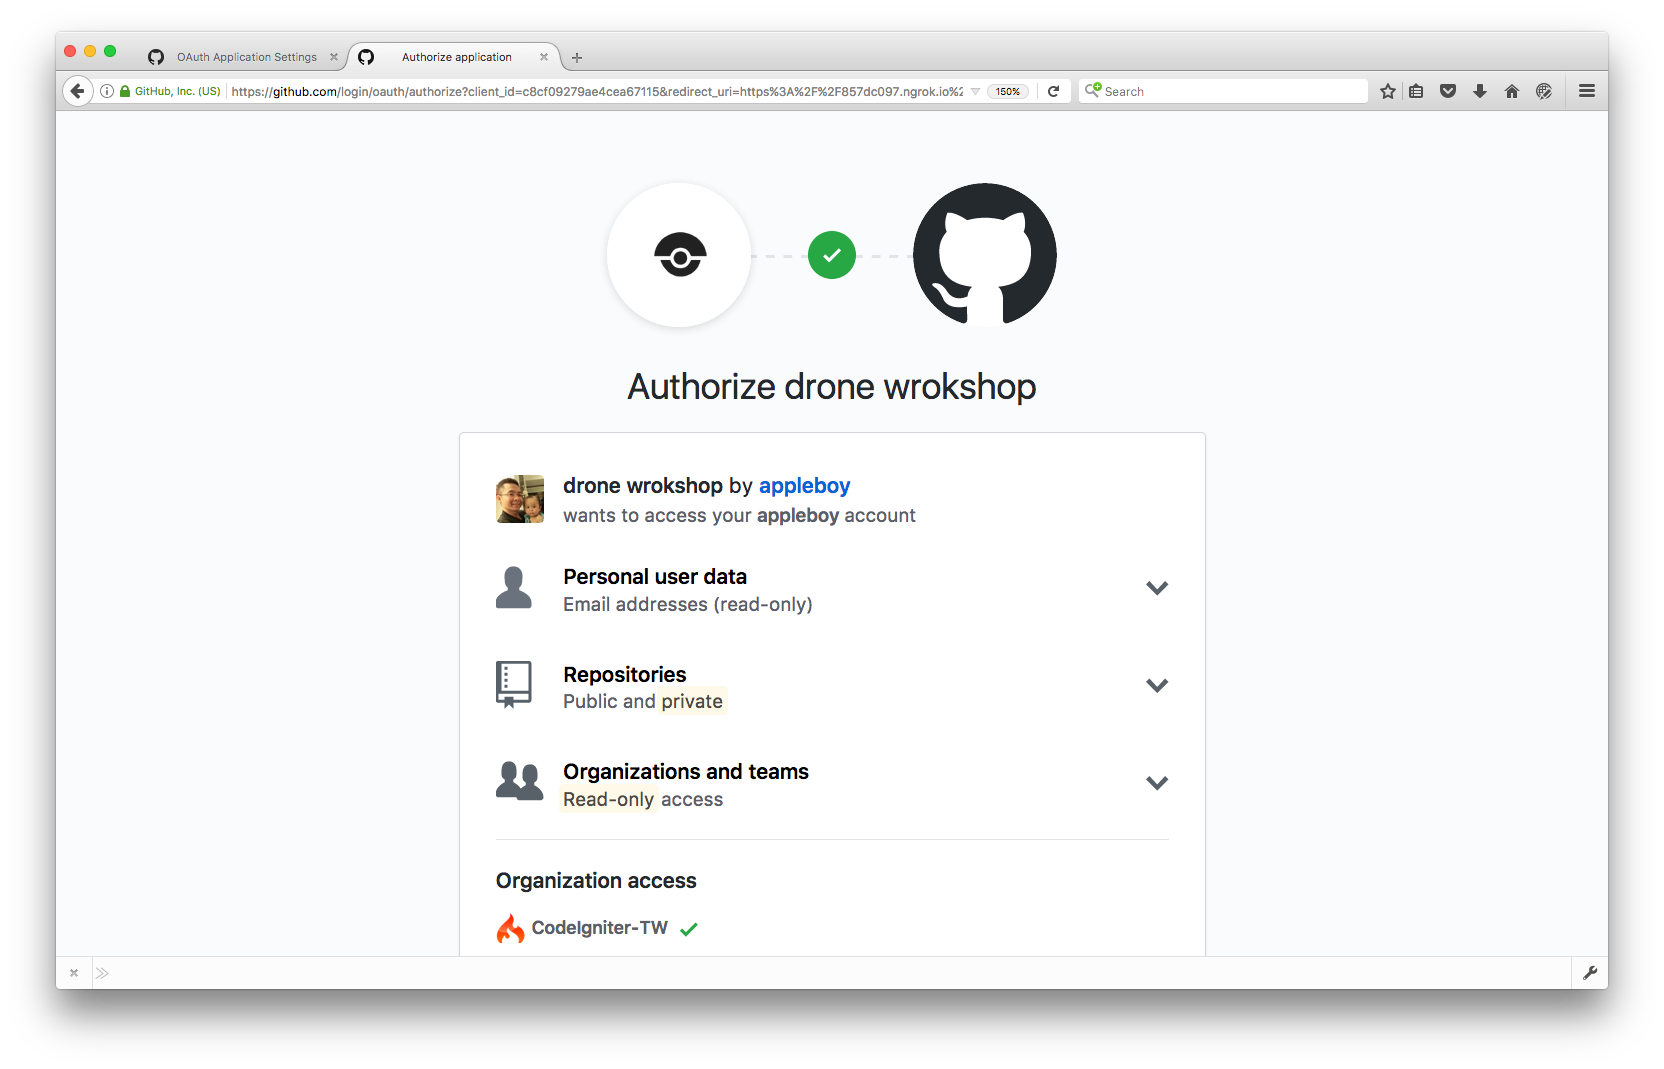 OAuth Application Settings
Authorize application
GitHub, Inc. (US)
https://github.com/login/oauth/authorize?client_id=c8cf09279ae4cea67115&redirect_uri=https%3A%2F%2F857dc097.ngrok.io%2
150%
Search
Authorize drone wrokshop
drone wrokshop by appleboy
wants to access your appleboy account
Personal user data
Email addresses (read-only)
Repositories
Public and private
Organizations and teams
Read-only access
Organization access
CodeIgniter-TW